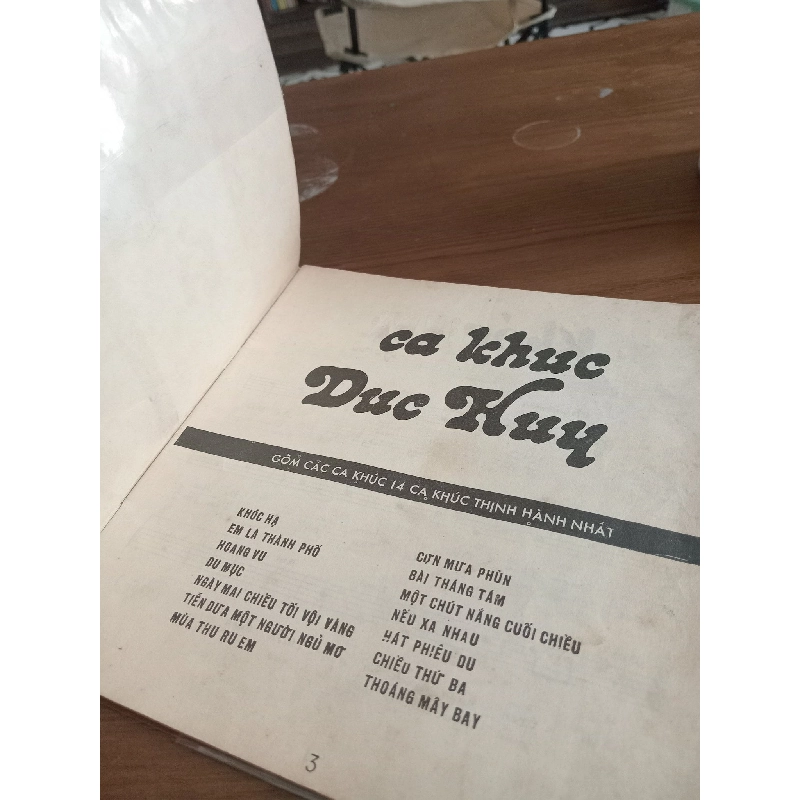 ca khuc
Duc Huy
GỒM CÁC CA KHÚC 14 CA KHÚC THỊNH HÀNH NHẤT
KHÓC HẠ
EM LA THÀNH PHỐ
HOANG VU
DU MỤC
NGÀY MAI CHIỀU TỐI VỘI VÀNG
TIỄN ĐƯA MỘT NGƯỜI NGỦ MƠ
MÙA THU RU EM
CƠN MƯA PHÙN
BÀI THÁNG TÁM
MỘT CHÚT NẮNG CUỐI CHIỀU
NẾU XA NHAU
HÁT PHIÊU DU
CHIỀU THỨ BA
THOÁNG MÂY BAY
3